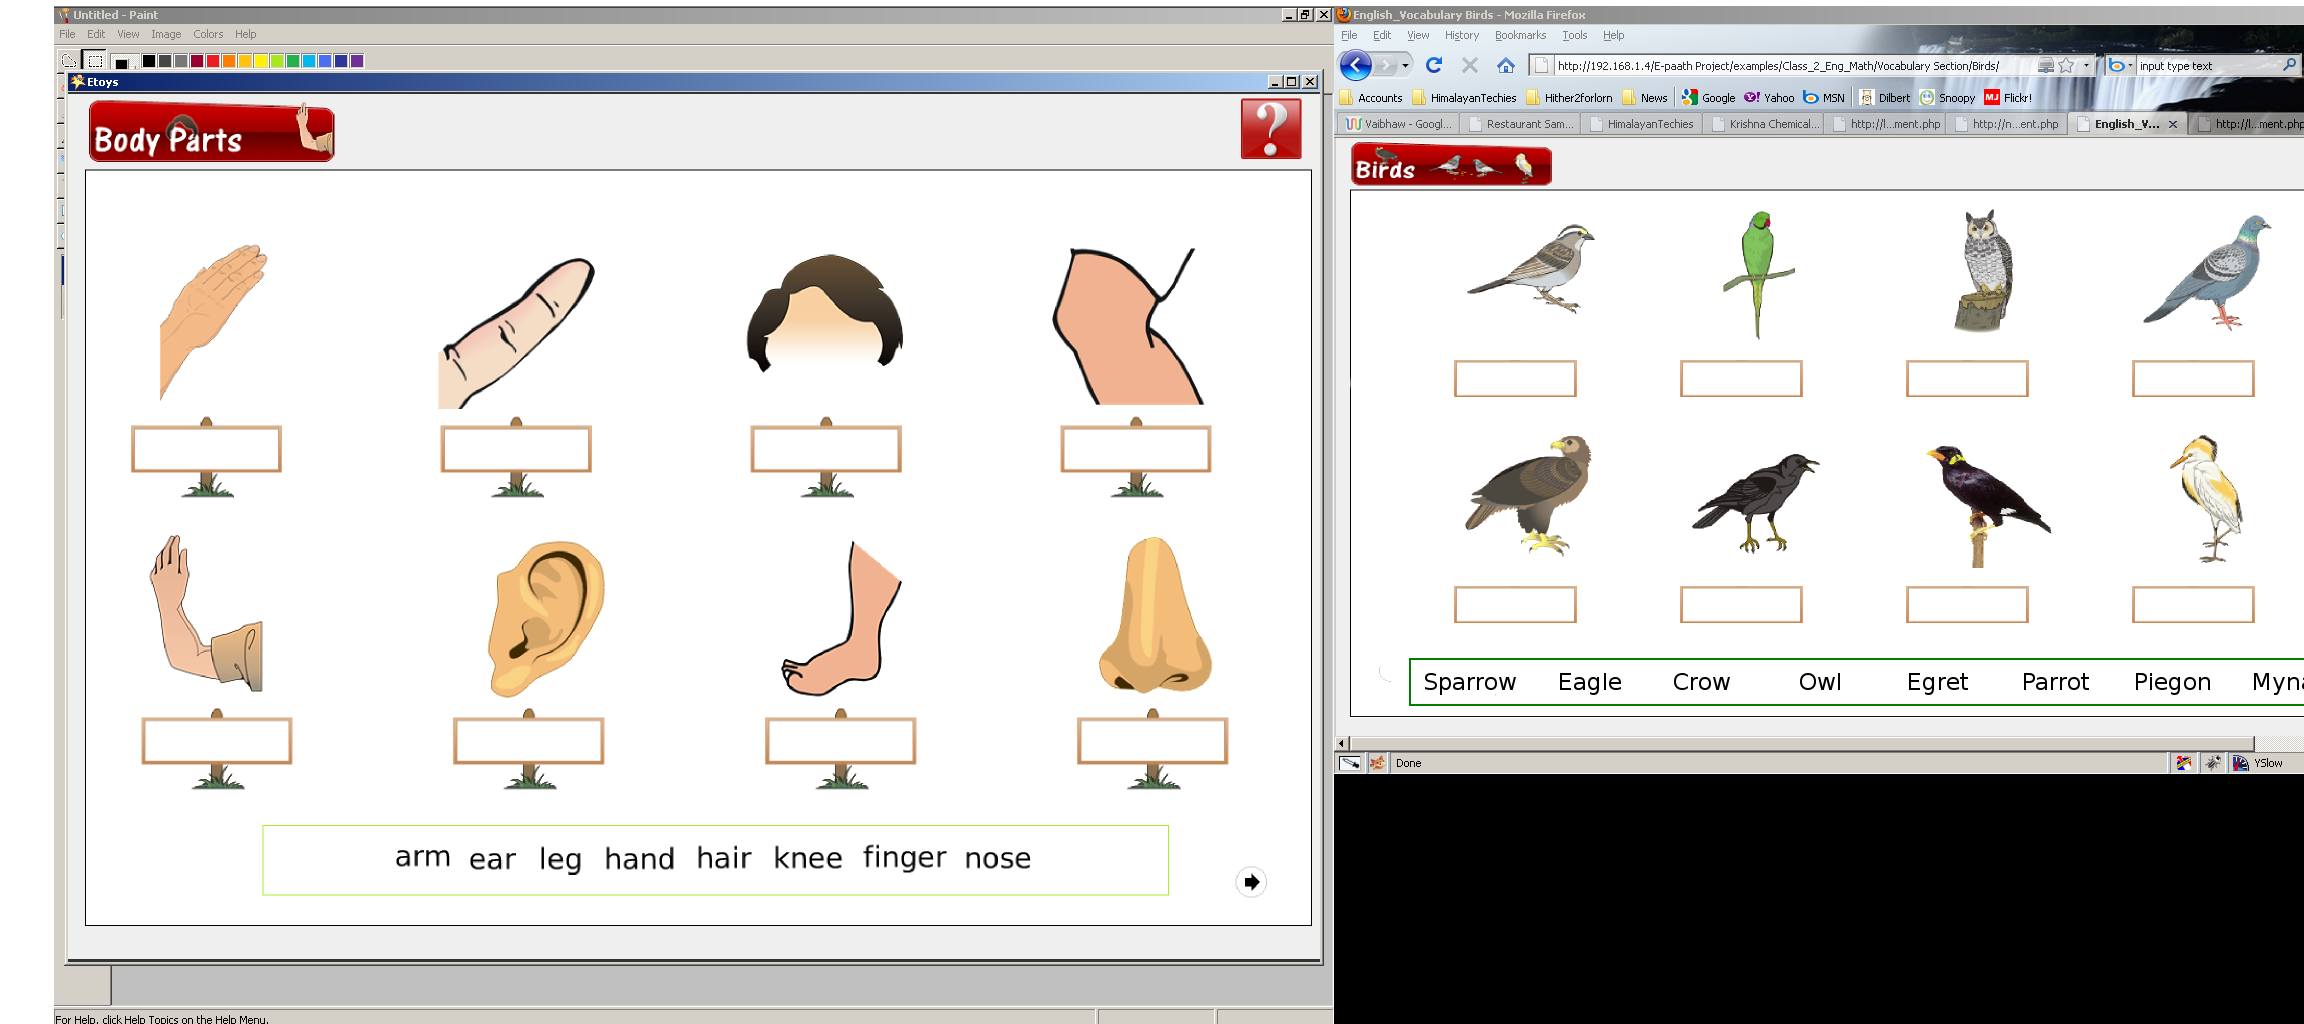 Untitled - Paint
File Edit View Image Colors Help
Etoys
Body Parts
?
arm ear leg hand hair knee finger nose
For Help, click Help Topics on the Help Menu.
English_Vocabulary Birds - Mozilla Firefox
File Edit View History Bookmarks Tools Help
http://192.168.1.4/E-paath Project/examples/Class_2_Eng_Math/Vocabulary Section/Birds/
input type text
Accounts HimalayanTechies Hither2forlorn News Google Yahoo MSN Dilbert Snoopy Flickr!
Vaibhaw - Googl... Restaurant Sam... HimalayanTechies Krishna Chemical... http://l...ment.php http://n...ent.php English_V... http://l...ment.php
Birds
Sparrow Eagle Crow Owl Egret Parrot Piegon Myna
Done YSlow